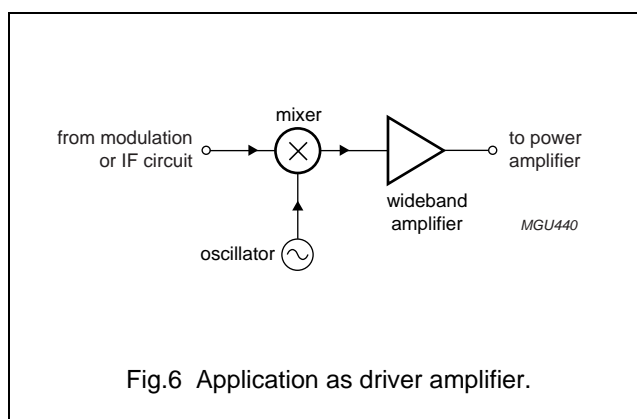 mixer
from modulation
or IF circuit
to power
amplifier
wideband
amplifier
MGU440
oscillator
Fig.6 Application as driver amplifier.